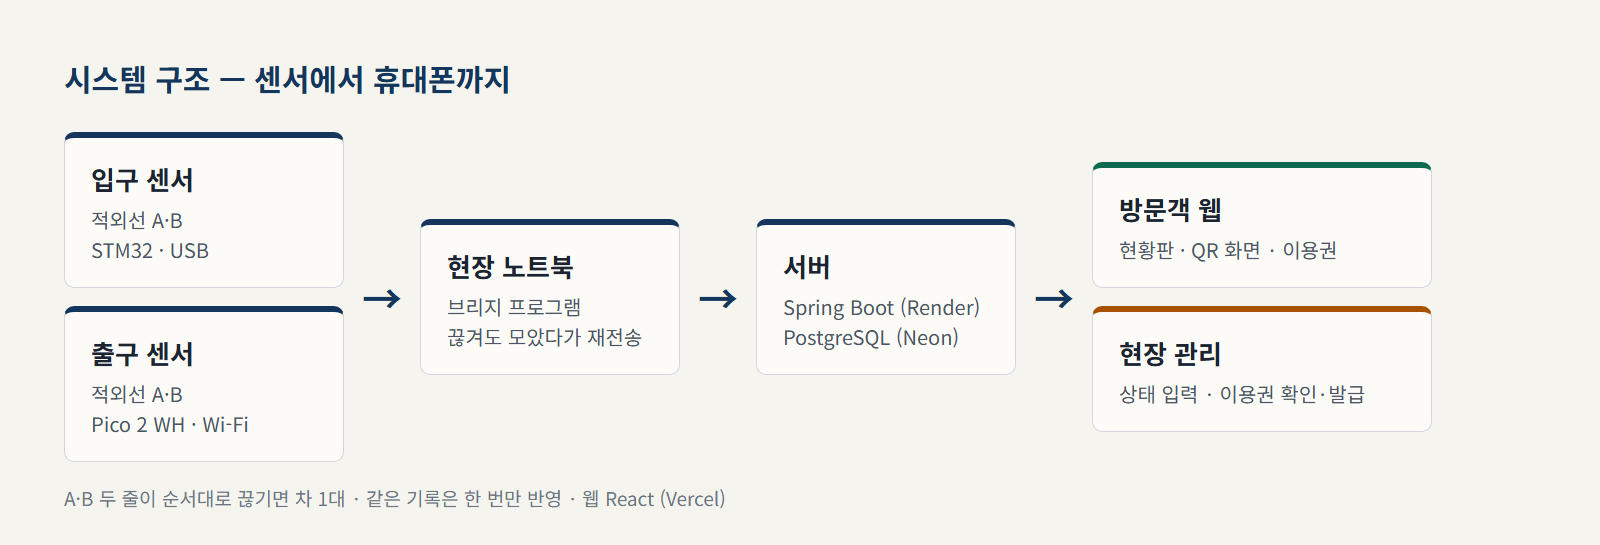 시스템 구조 — 센서에서 휴대폰까지
입구 센서
적외선 A·B
STM32 · USB
출구 센서
적외선 A·B
Pico 2 WH · Wi-Fi
→
현장 노트북
브리지 프로그램
끊겨도 모았다가 재전송
→
서버
Spring Boot (Render)
PostgreSQL (Neon)
→
방문객 웹
현황판 · QR 화면 · 이용권
현장 관리
상태 입력 · 이용권 확인·발급
A·B 두 줄이 순서대로 끊기면 차 1대 · 같은 기록은 한 번만 반영 · 웹 React (Vercel)